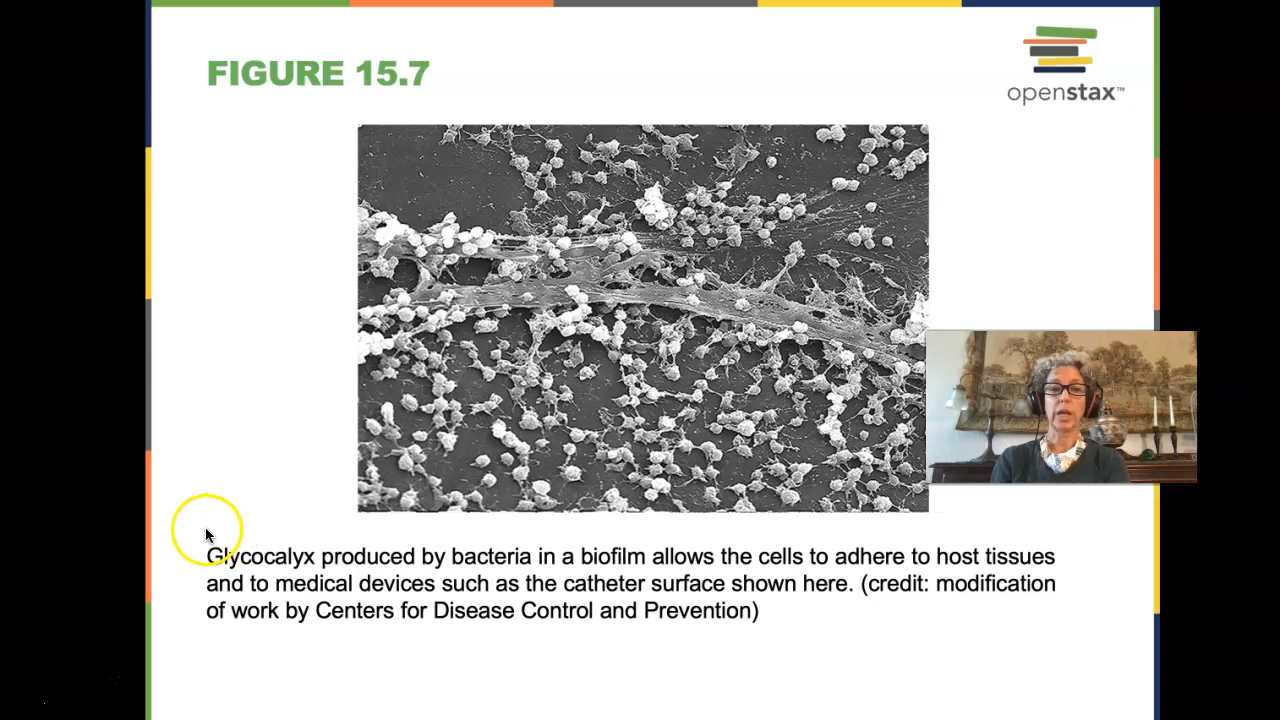 FIGURE 15.7
openstax™
Glycocalyx produced by bacteria in a biofilm allows the cells to adhere to host tissues
and to medical devices such as the catheter surface shown here. (credit: modification
of work by Centers for Disease Control and Prevention)